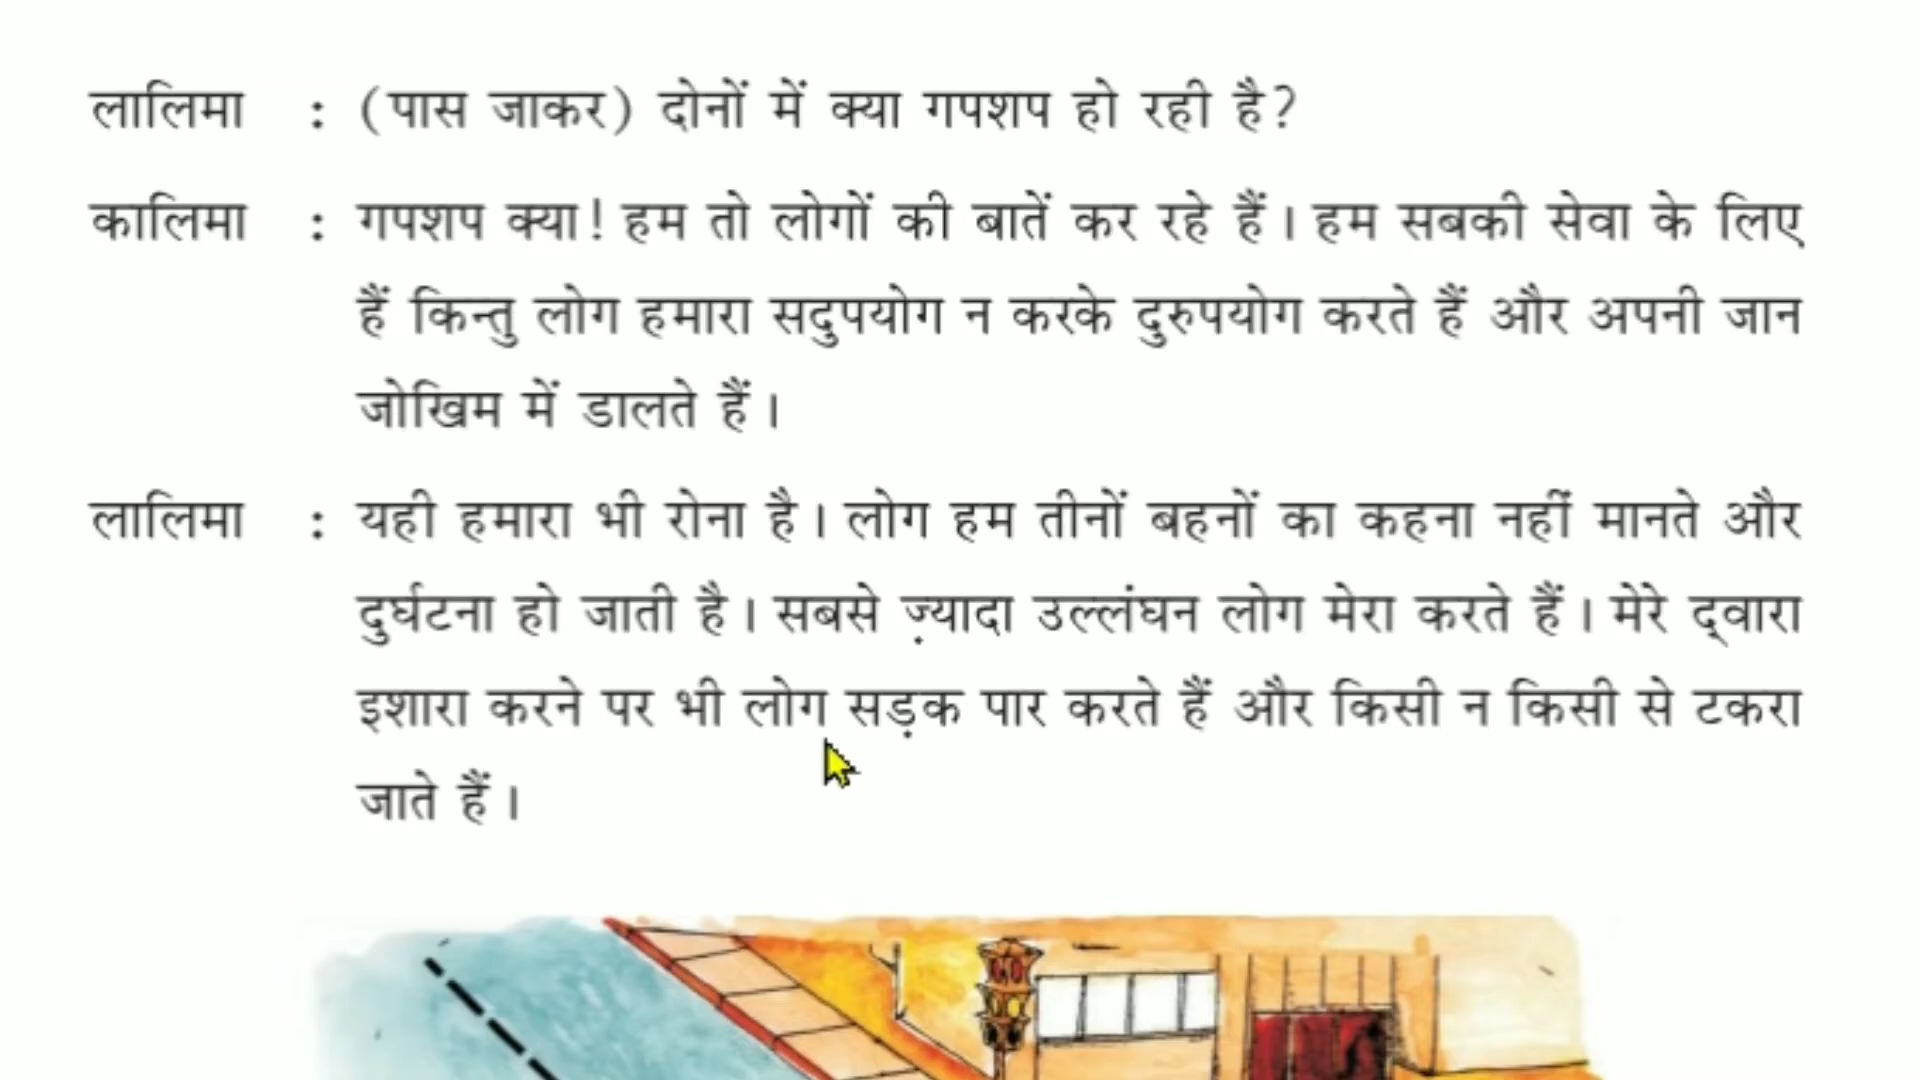 लालिमा : (पास जाकर) दोनों में क्या गपशप हो रही है?
कालिमा : गपशप क्या! हम तो लोगों की बातें कर रहे हैं। हम सबकी सेवा के लिए
हैं किन्तु लोग हमारा सदुपयोग न करके दुरुपयोग करते हैं और अपनी जान
जोखिम में डालते हैं।
लालिमा : यही हमारा भी रोना है। लोग हम तीनों बहनों का कहना नहीं मानते और
दुर्घटना हो जाती है। सबसे ज़्यादा उल्लंघन लोग मेरा करते हैं। मेरे द्वारा
इशारा करने पर भी लोग सड़क पार करते हैं और किसी न किसी से टकरा
जाते हैं।